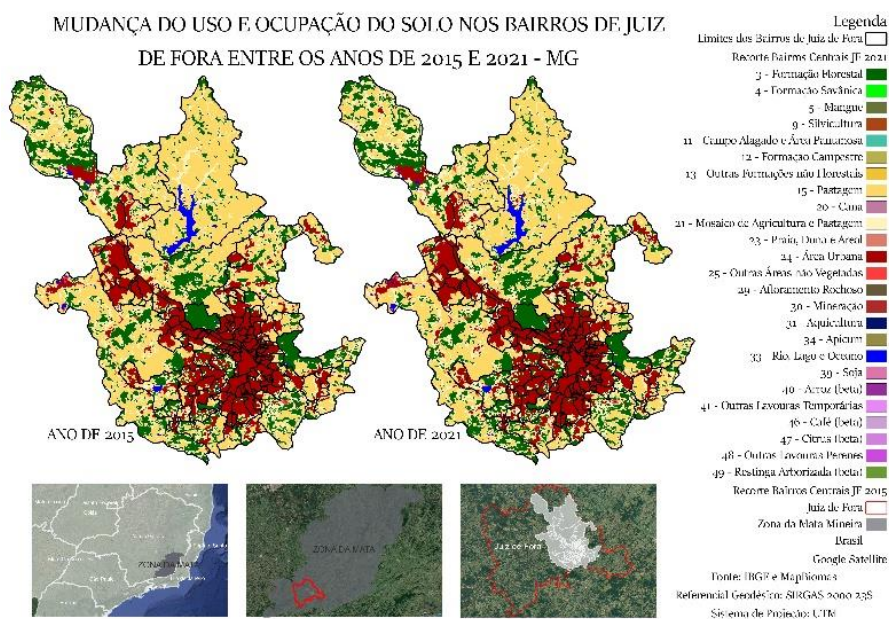 MUDANÇA DO USO E OCUPAÇÃO DO SOLO NOS BAIRROS DE JUIZ
DE FORA ENTRE OS ANOS DE 2015 E 2021 - MG
ANO DE 2015
ANO DE 2021
Legenda
Limites dos Bairros de Juiz de Fora
Recorte Bairros Centrais JF 2021
3 - Formação Florestal
4 - Formação Savânica
5 - Mangue
9 - Silvicultura
11 - Campo Alagado e Área Pantanosa
12 - Formação Campestre
13 - Outras Formações não Florestais
15 - Pastagem
20 - Cana
21 - Mosaico de Agricultura e Pastagem
23 - Praia, Duna e Areal
24 - Área Urbana
25 - Outras Áreas não Vegetadas
29 - Afloramento Rochoso
30 - Mineração
31 - Aquicultura
34 - Apicum
33 - Rio, Lago e Oceano
39 - Soja
40 - Arroz (beta)
41 - Outras Lavouras Temporárias
46 - Café (beta)
47 - Citrus (beta)
48 - Outras Lavouras Perenes
49 - Restinga Arborizada (beta)
Recorte Bairros Centrais JF 2015
Juiz de Fora
Zona da Mata Mineira
Brasil
Google Satellite
Fonte: IBGE e MapBiomas
Referencial Geodésico: SIRGAS 2000 23S
Sistema de Projeção: UTM
ZONA DA MATA
São Paulo
ZONA DA MATA
Juiz de Fora